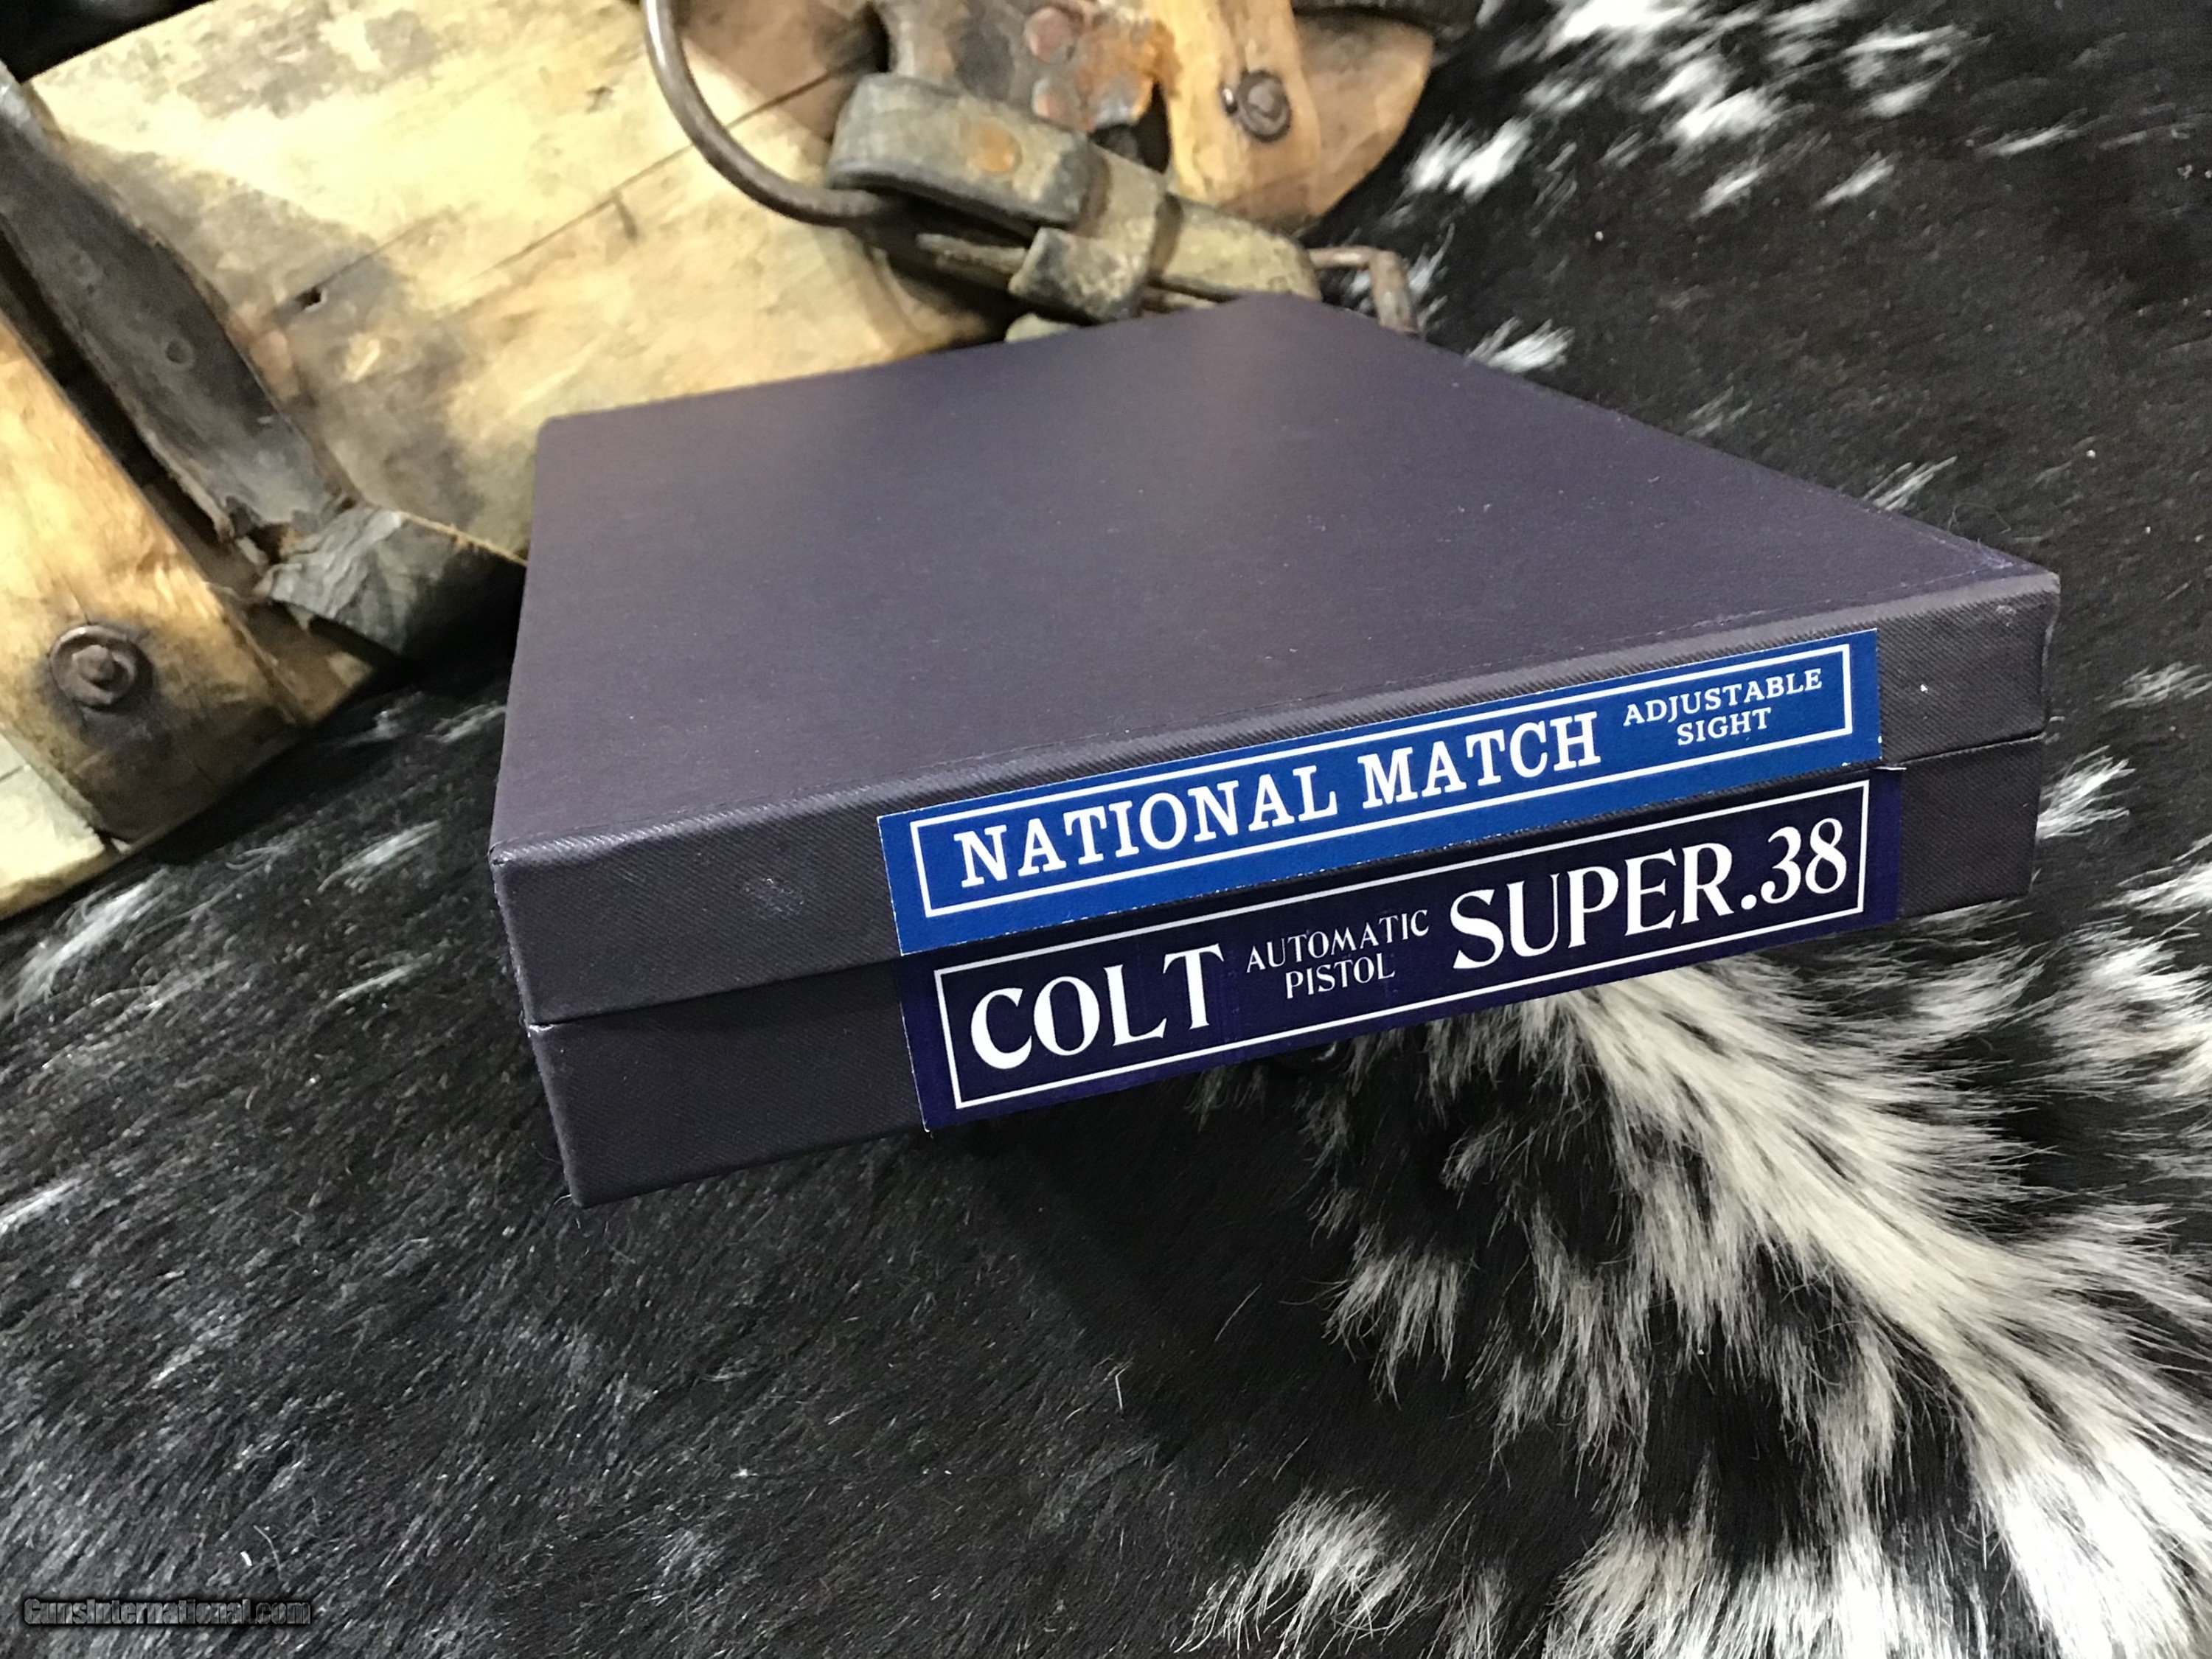 NATIONAL MATCH ADJUSTABLE SIGHT
COLT AUTOMATIC PISTOL SUPER.38
GunsInternational.com